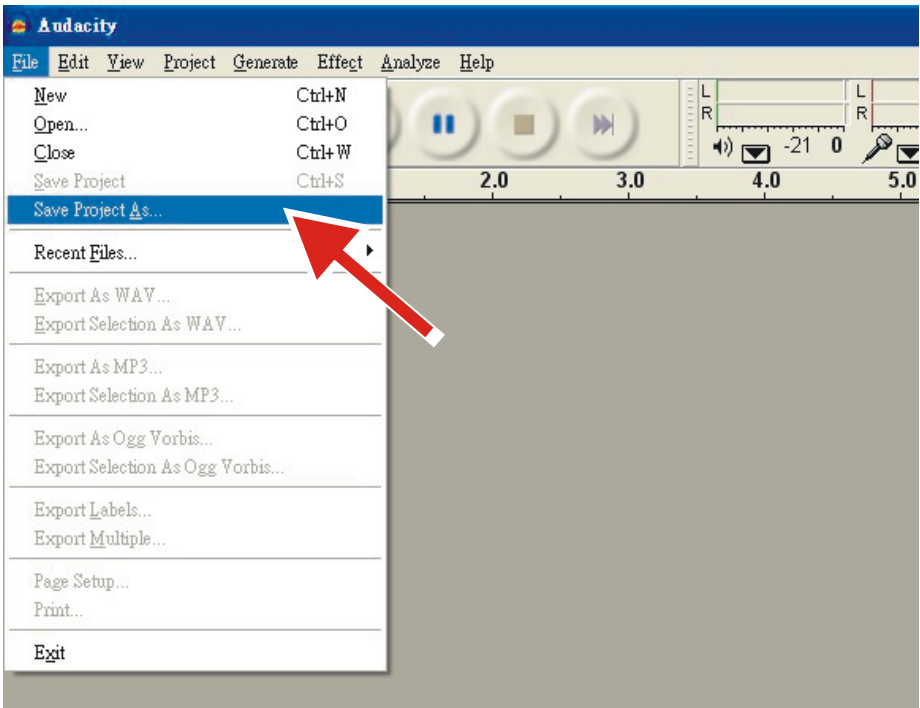 Audacity
File Edit View Project Generate Effect Analyze Help
New Ctrl+N
Open... Ctrl+O
Close Ctrl+W
Save Project Ctrl+S
Save Project As...
Recent Files...
Export As WAV...
Export Selection As WAV...
Export As MP3...
Export Selection As MP3...
Export As Ogg Vorbis...
Export Selection As Ogg Vorbis...
Export Labels...
Export Multiple...
Page Setup...
Print...
Exit
L
R
-21 0
L
R
2.0 3.0 4.0 5.0